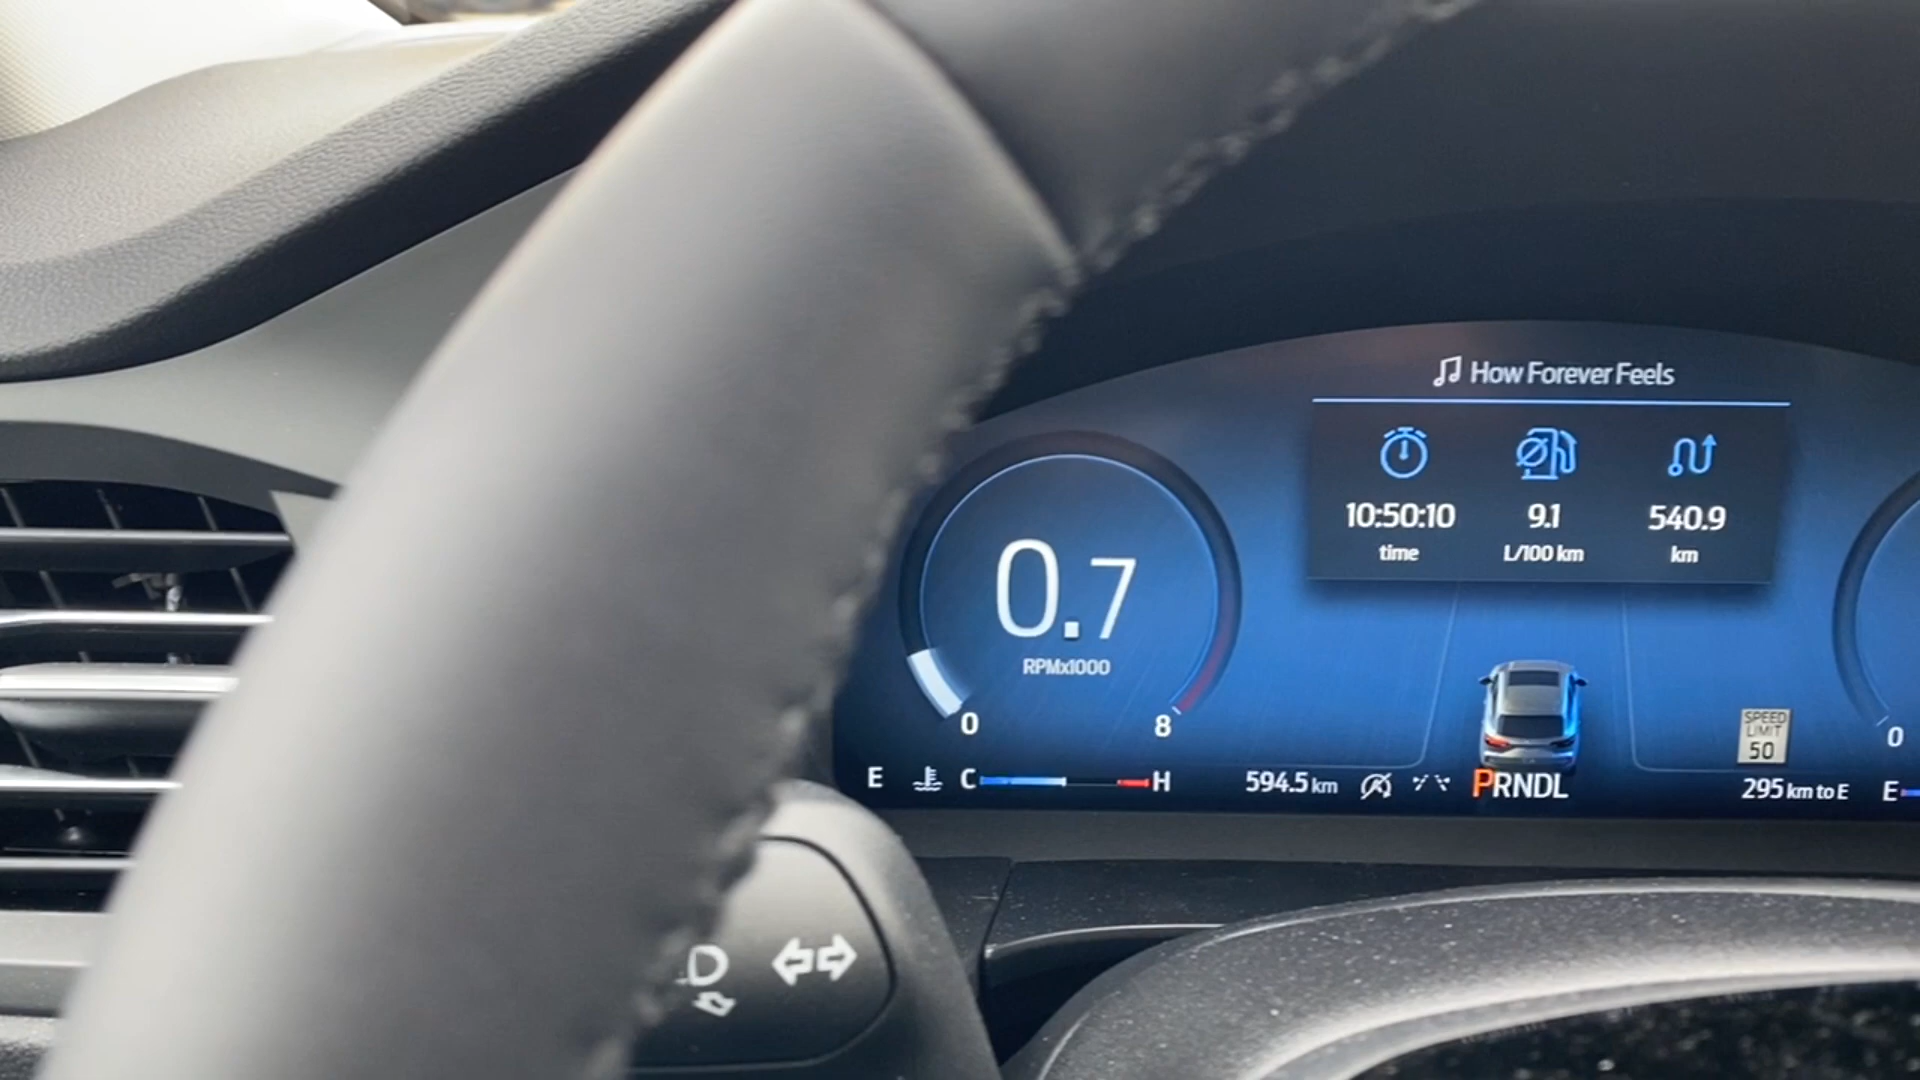 How Forever Feels
10:50:10
time
9.1
L/100 km
540.9
km
0.7
RPMx1000
0
8
SPEED
LIMIT
50
0
E
C
H
594.5 km
PRNDL
295 km to E
E